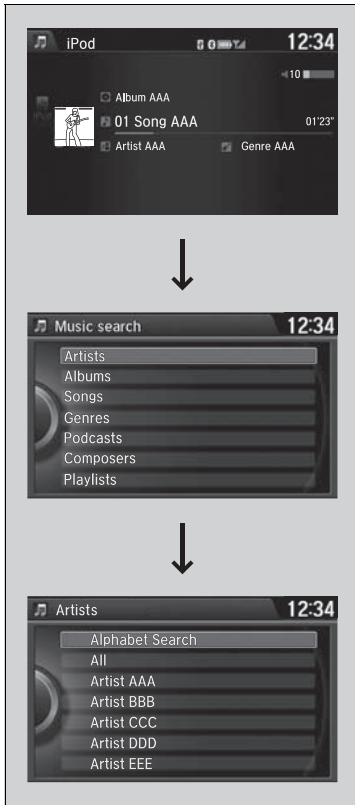 iPod 12:34
10
Album AAA
01 Song AAA 01'23"
Artist AAA Genre AAA
Music search 12:34
Artists
Albums
Songs
Genres
Podcasts
Composers
Playlists
Artists 12:34
Alphabet Search
All
Artist AAA
Artist BBB
Artist CCC
Artist DDD
Artist EEE